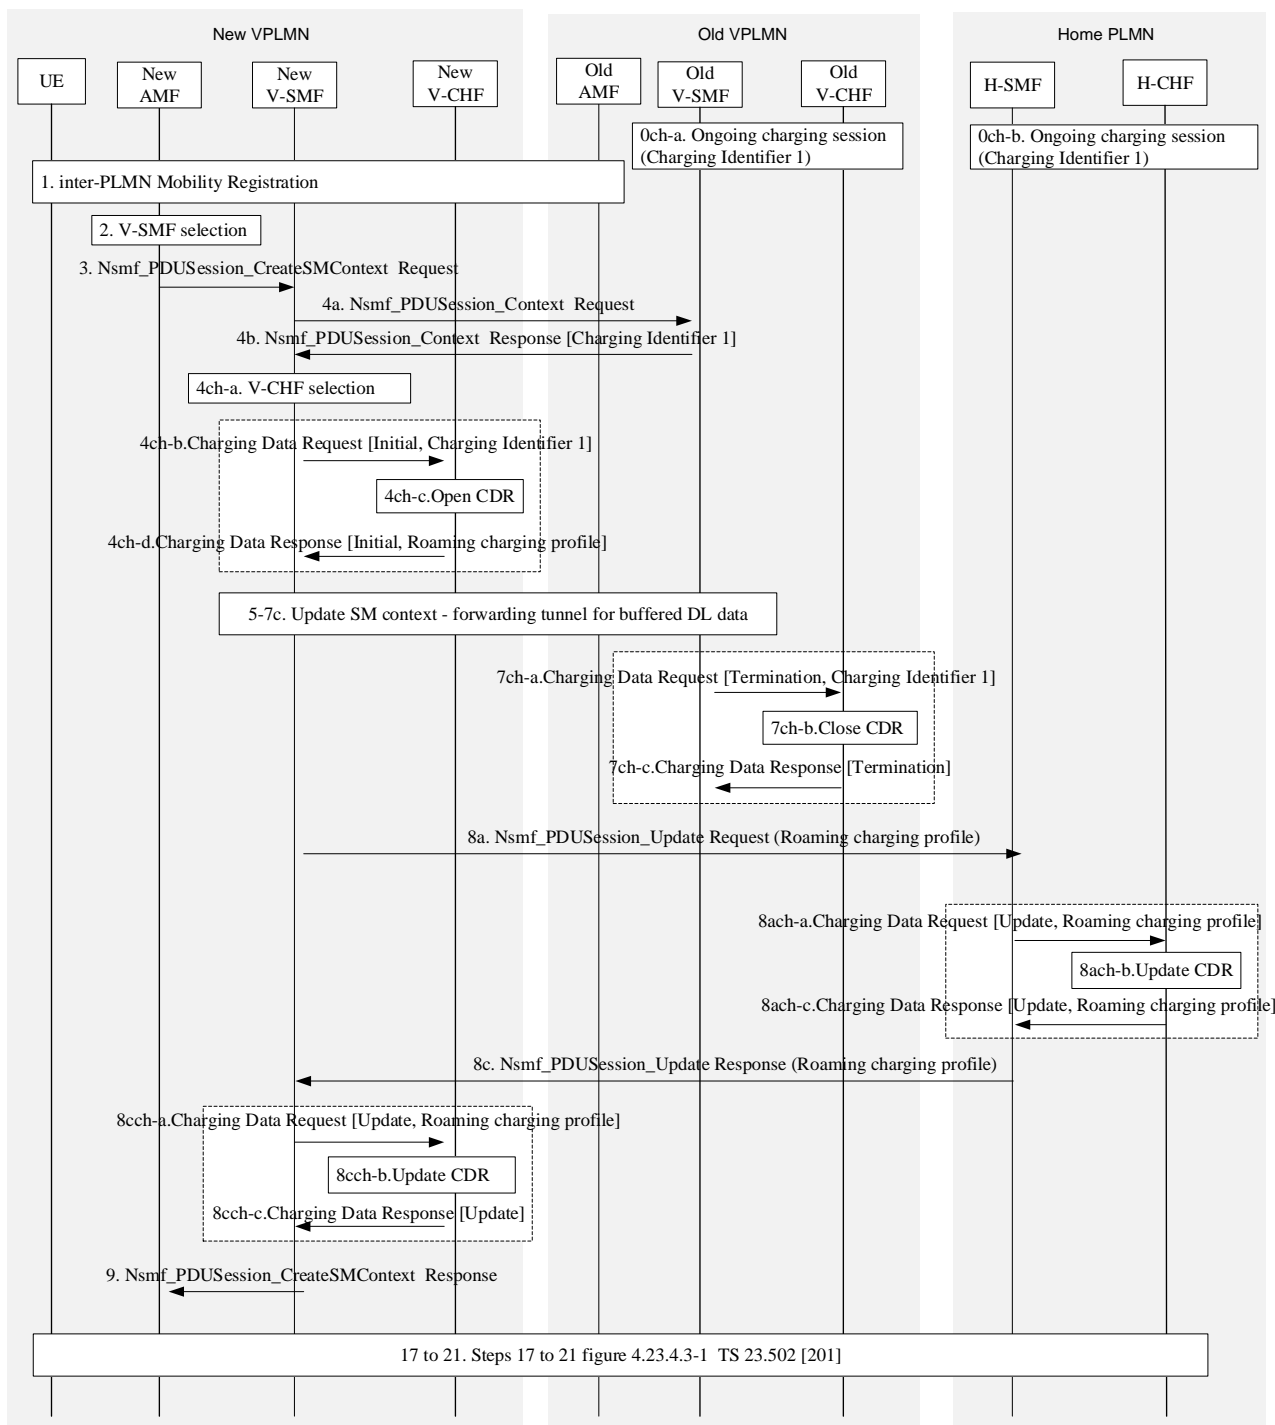 New VPLMN
Old VPLMN
Home PLMN
UE
New
AMF
New
V-SMF
New
V-CHF
Old
AMF
Old
V-SMF
Old
V-CHF
H-SMF
H-CHF
0ch-a. Ongoing charging session
(Charging Identifier 1)
0ch-b. Ongoing charging session
(Charging Identifier 1)
1. inter-PLMN Mobility Registration
2. V-SMF selection
3. Nsmf_PDUSession_CreateSMContext Request
4a. Nsmf_PDUSession_Context Request
4b. Nsmf_PDUSession_Context Response [Charging Identifier 1]
4ch-a. V-CHF selection
4ch-b.Charging Data Request [Initial, Charging Identifier 1]
4ch-c.Open CDR
4ch-d.Charging Data Response [Initial, Roaming charging profile]
5-7c. Update SM context - forwarding tunnel for buffered DL data
7ch-a.Charging Data Request [Termination, Charging Identifier 1]
7ch-b.Close CDR
7ch-c.Charging Data Response [Termination]
8a. Nsmf_PDUSession_Update Request (Roaming charging profile)
8ach-a.Charging Data Request [Update, Roaming charging profile]
8ach-b.Update CDR
8ach-c.Charging Data Response [Update, Roaming charging profile]
8c. Nsmf_PDUSession_Update Response (Roaming charging profile)
8cch-a.Charging Data Request [Update, Roaming charging profile]
8cch-b.Update CDR
8cch-c.Charging Data Response [Update]
9. Nsmf_PDUSession_CreateSMContext Response
17 to 21. Steps 17 to 21 figure 4.23.4.3-1 TS 23.502 [201]